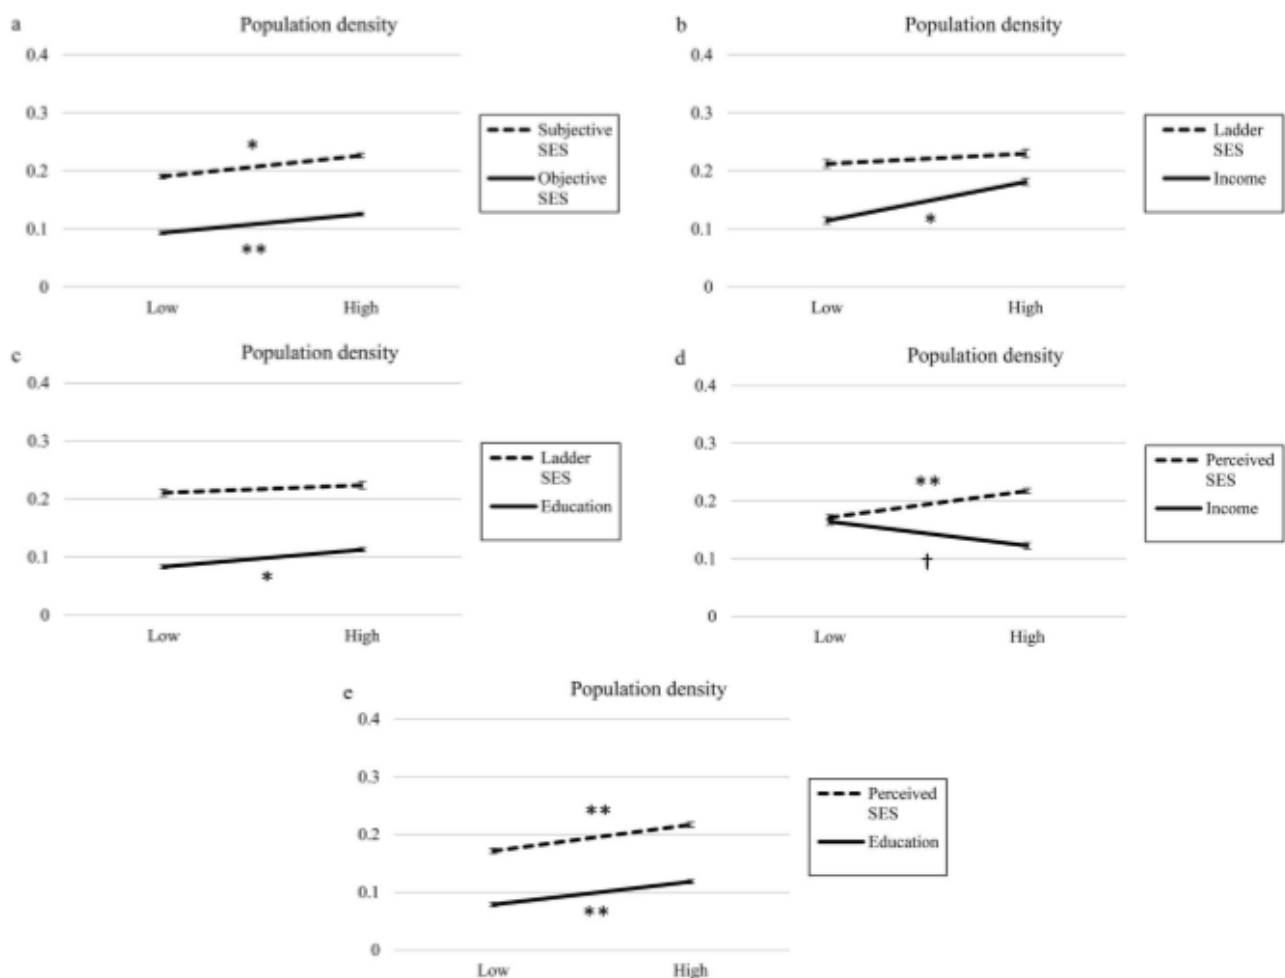 a
Population density
0.4
0.3
0.2
0.1
0
*
**
Low
High
Subjective
SES
Objective
SES
b
Population density
0.4
0.3
0.2
0.1
0
*
Low
High
Ladder
SES
Income
c
Population density
0.4
0.3
0.2
0.1
0
*
Low
High
Ladder
SES
Education
d
Population density
0.4
0.3
0.2
0.1
0
**
†
Low
High
Perceived
SES
Income
e
Population density
0.4
0.3
0.2
0.1
0
**
**
Low
High
Perceived
SES
Education